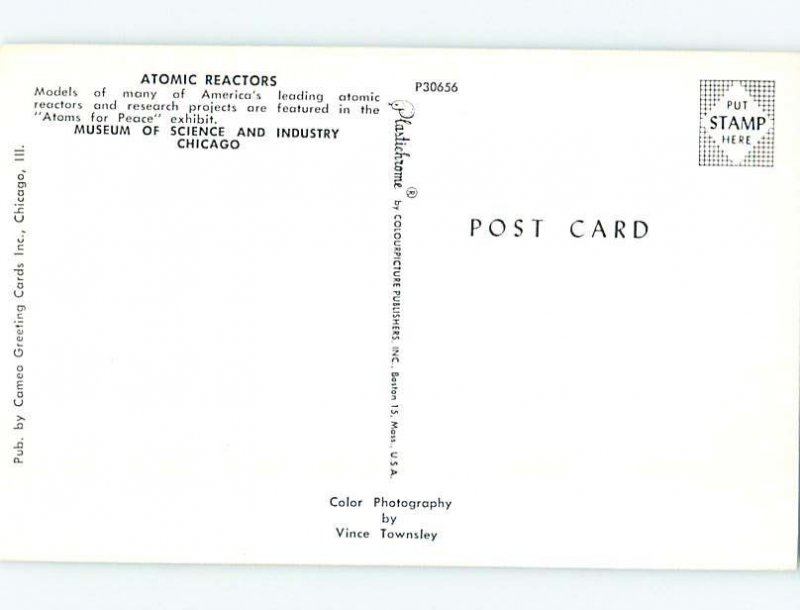 ATOMIC REACTORS
Models of many of America's leading atomic
reactors and research projects are featured in the
"Atoms for Peace" exhibit.
MUSEUM OF SCIENCE AND INDUSTRY
CHICAGO
Pub. by Cameo Greeting Cards Inc., Chicago, Ill.
P30656
Plastichrome ® by COLOURPICTURE PUBLISHERS, INC., Boston 15, Mass., U.S.A.
PUT
STAMP
HERE
POST CARD
Color Photography
by
Vince Townsley